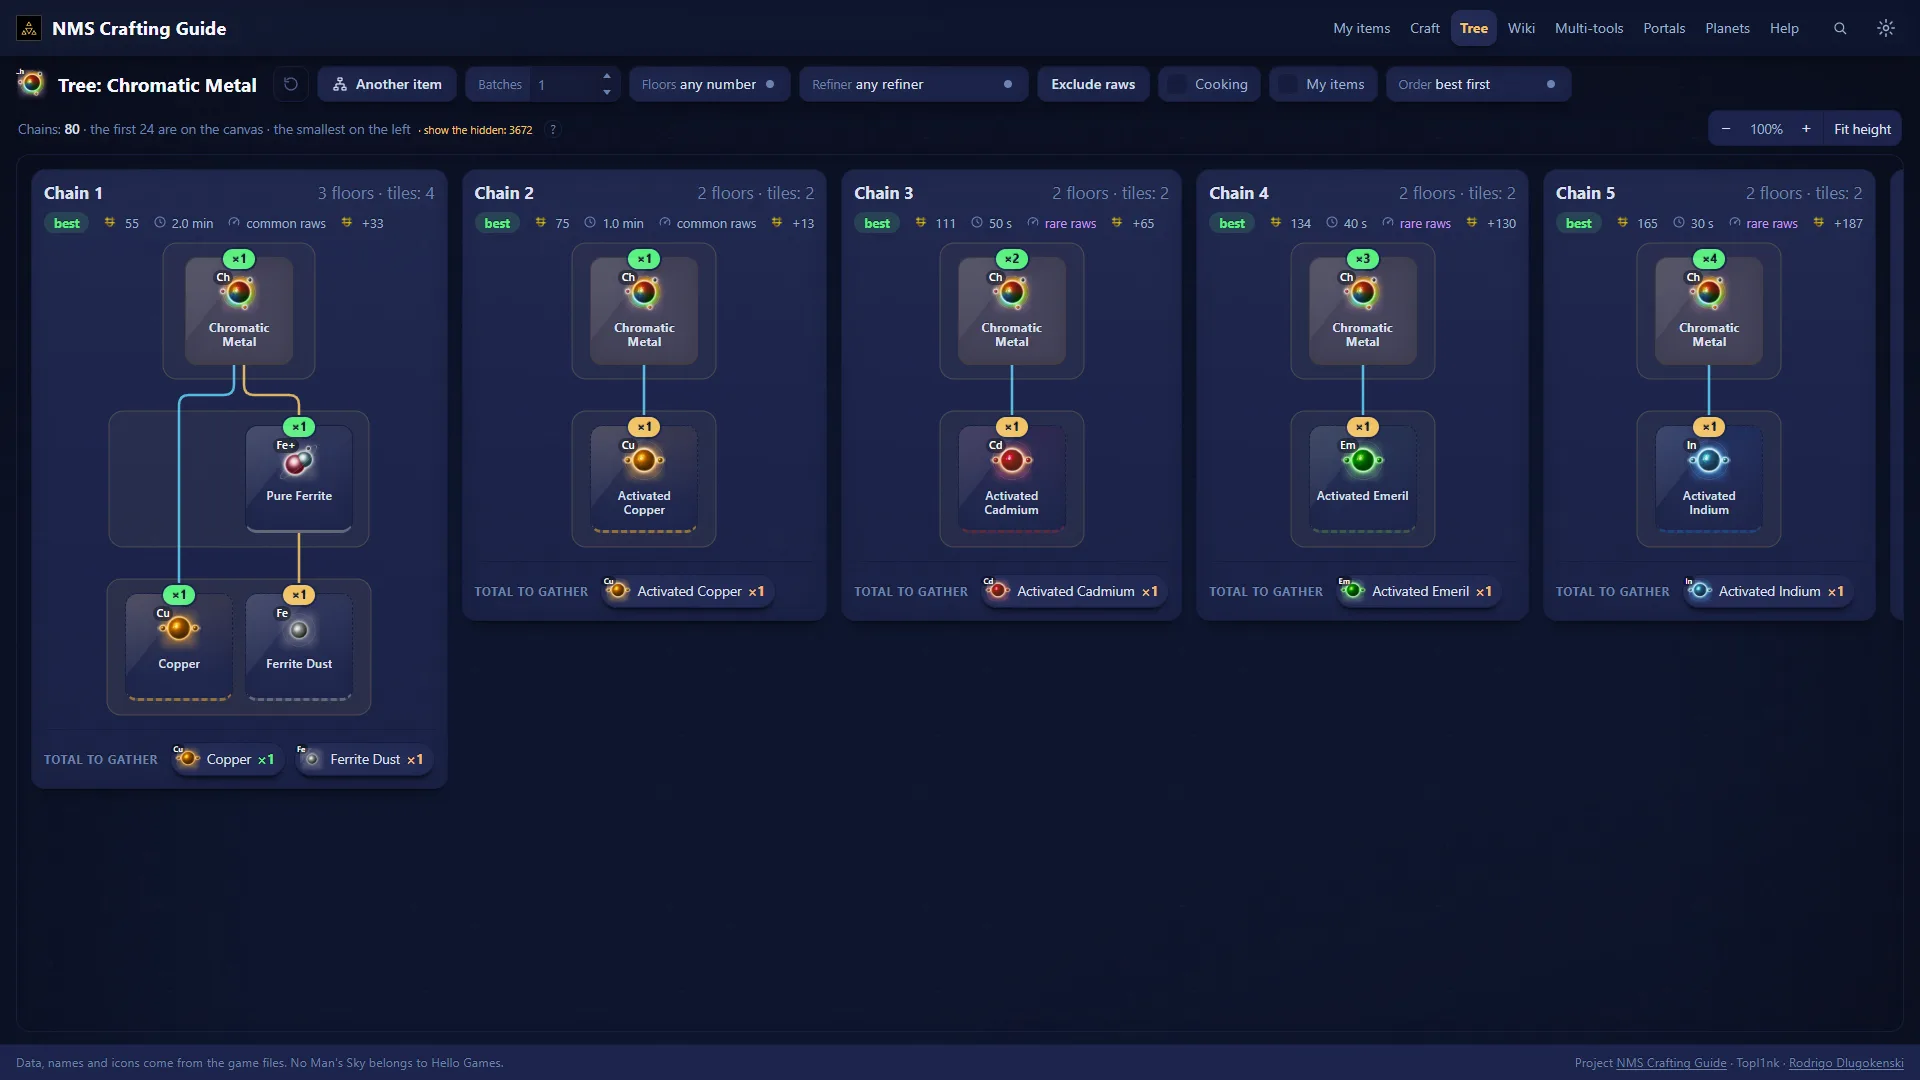 NMS Crafting Guide
My items Craft Tree Wiki Multi-tools Portals Planets Help
Tree: Chromatic Metal Another item Batches 1 Floors any number Refiner any refiner Exclude raws Cooking My items Order best first
Chains: 80 · the first 24 are on the canvas · the smallest on the left · show the hidden: 3672 ?
− 100% + Fit height
Chain 1 3 floors · tiles: 4
best 55 2.0 min common raws +33
×1
Ch
Chromatic
Metal
×1
Fe+
Pure Ferrite
×1
Cu
Copper
×1
Fe
Ferrite Dust
TOTAL TO GATHER Cu Copper ×1 Fe Ferrite Dust ×1
Chain 2 2 floors · tiles: 2
best 75 1.0 min common raws +13
×1
Ch
Chromatic
Metal
×1
Cu
Activated
Copper
TOTAL TO GATHER Cu Activated Copper ×1
Chain 3 2 floors · tiles: 2
best 111 50 s rare raws +65
×2
Ch
Chromatic
Metal
×1
Cd
Activated
Cadmium
TOTAL TO GATHER Cd Activated Cadmium ×1
Chain 4 2 floors · tiles: 2
best 134 40 s rare raws +130
×3
Ch
Chromatic
Metal
×1
Em
Activated Emeril
TOTAL TO GATHER Em Activated Emeril ×1
Chain 5 2 floors · tiles: 2
best 165 30 s rare raws +187
×4
Ch
Chromatic
Metal
×1
In
Activated
Indium
TOTAL TO GATHER In Activated Indium ×1
Data, names and icons come from the game files. No Man's Sky belongs to Hello Games.
Project NMS Crafting Guide · Topl1nk · Rodrigo Dlugokenski